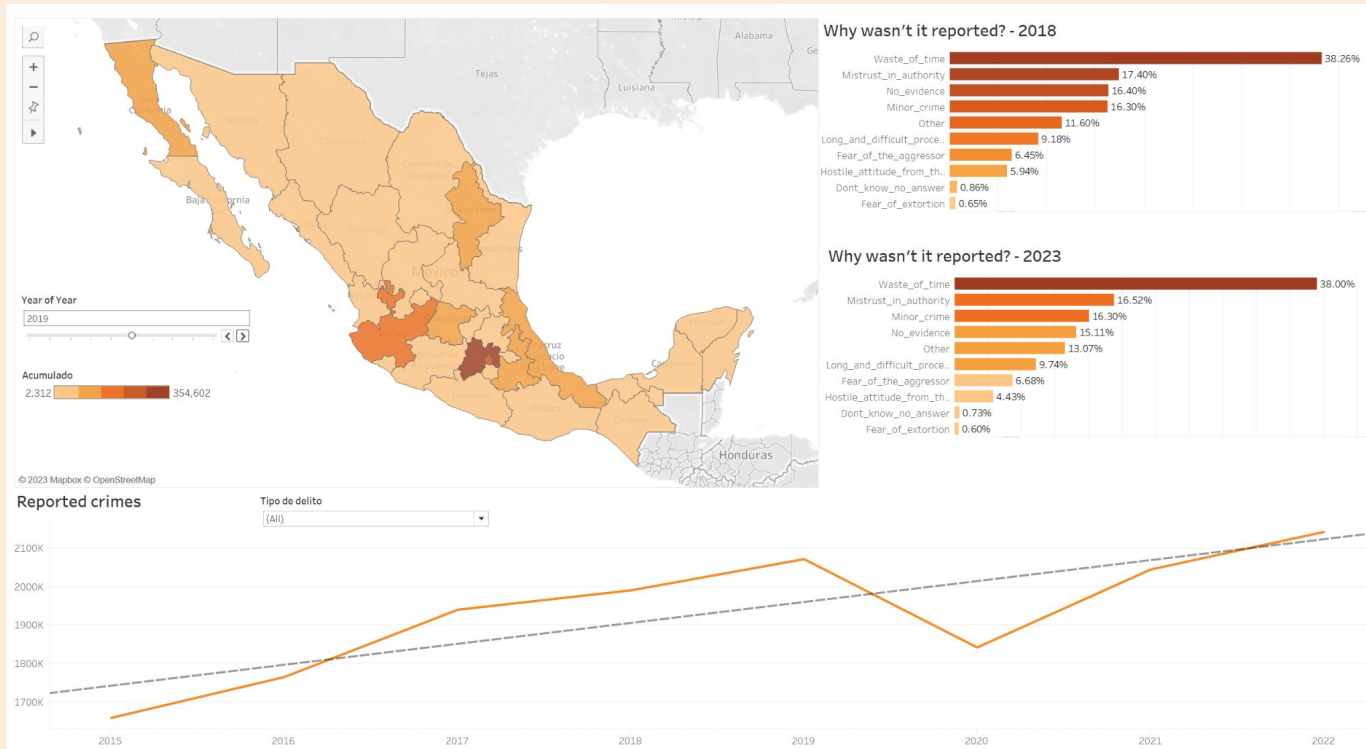 Alabama
Tejas
Luisiana
Baja
California
Sonora
Chihuahua
Coahuila de
Zaragoza
Baja California
Nuevo León
Durango
México
Jalisco
Yucatán
Campeche
Guerrero
Oaxaca
Chiapas
Honduras
+
−
Year of Year
2019
Acumulado
2,312
354,602
© 2023 Mapbox © OpenStreetMap
Why wasn't it reported? - 2018
Waste_of_time 38.26%
Mistrust_in_authority 17.40%
No_evidence 16.40%
Minor_crime 16.30%
Other 11.60%
Long_and_difficult_proce.. 9.18%
Fear_of_the_aggressor 6.45%
Hostile_attitude_from_th.. 5.94%
Dont_know_no_answer 0.86%
Fear_of_extortion 0.65%
Why wasn't it reported? - 2023
Waste_of_time 38.00%
Mistrust_in_authority 16.52%
Minor_crime 16.30%
No_evidence 15.11%
Other 13.07%
Long_and_difficult_proce.. 9.74%
Fear_of_the_aggressor 6.68%
Hostile_attitude_from_th.. 4.43%
Dont_know_no_answer 0.73%
Fear_of_extortion 0.60%
Reported crimes
Tipo de delito
(All)
2100K
2000K
1900K
1800K
1700K
2015 2016 2017 2018 2019 2020 2021 2022